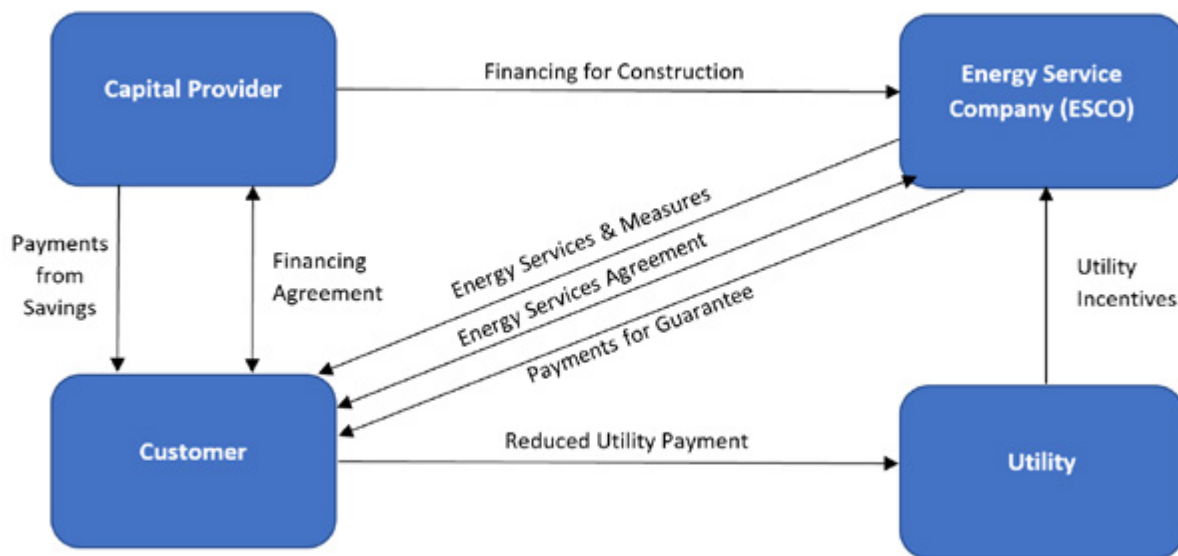 Capital Provider
Financing for Construction
Energy Service
Company (ESCO)
Payments
from
Savings
Financing
Agreement
Energy Services & Measures
Energy Services Agreement
Payments for Guarantee
Utility
Incentives
Customer
Reduced Utility Payment
Utility